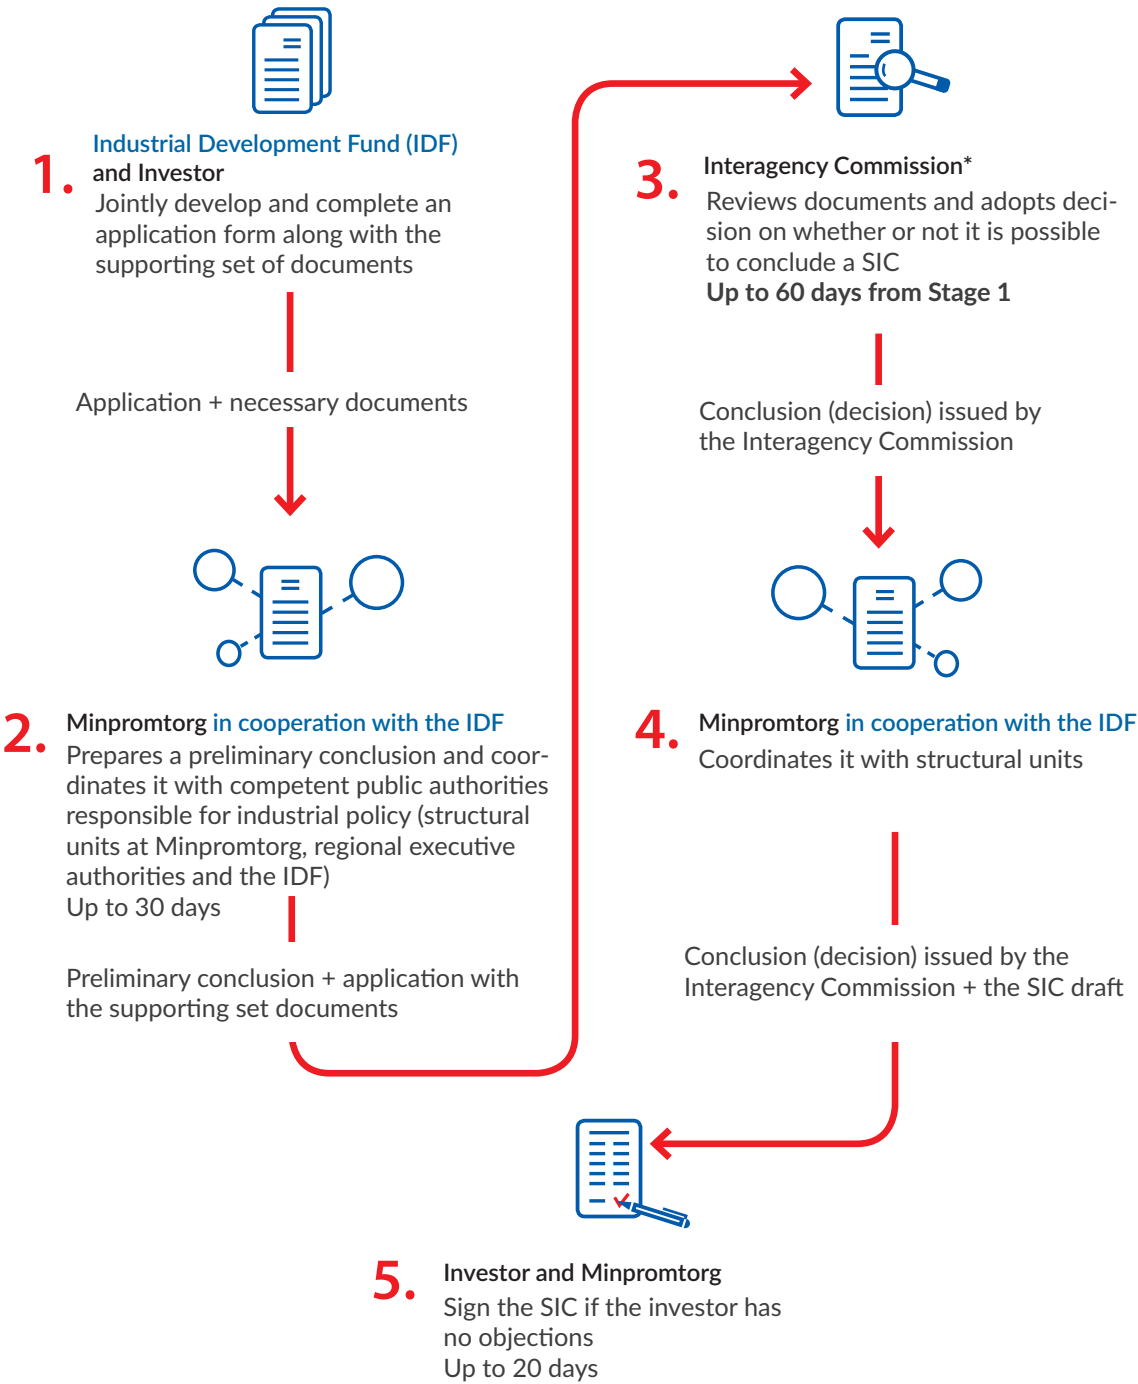 1.
Industrial Development Fund (IDF)
and Investor
Jointly develop and complete an
application form along with the
supporting set of documents
Application + necessary documents
2.
Minpromtorg in cooperation with the IDF
Prepares a preliminary conclusion and coor-
dinates it with competent public authorities
responsible for industrial policy (structural
units at Minpromtorg, regional executive
authorities and the IDF)
Up to 30 days
Preliminary conclusion + application with
the supporting set documents
3.
Interagency Commission*
Reviews documents and adopts deci-
sion on whether or not it is possible
to conclude a SIC
Up to 60 days from Stage 1
Conclusion (decision) issued by
the Interagency Commission
4.
Minpromtorg in cooperation with the IDF
Coordinates it with structural units
Conclusion (decision) issued by the
Interagency Commission + the SIC draft
5.
Investor and Minpromtorg
Sign the SIC if the investor has
no objections
Up to 20 days